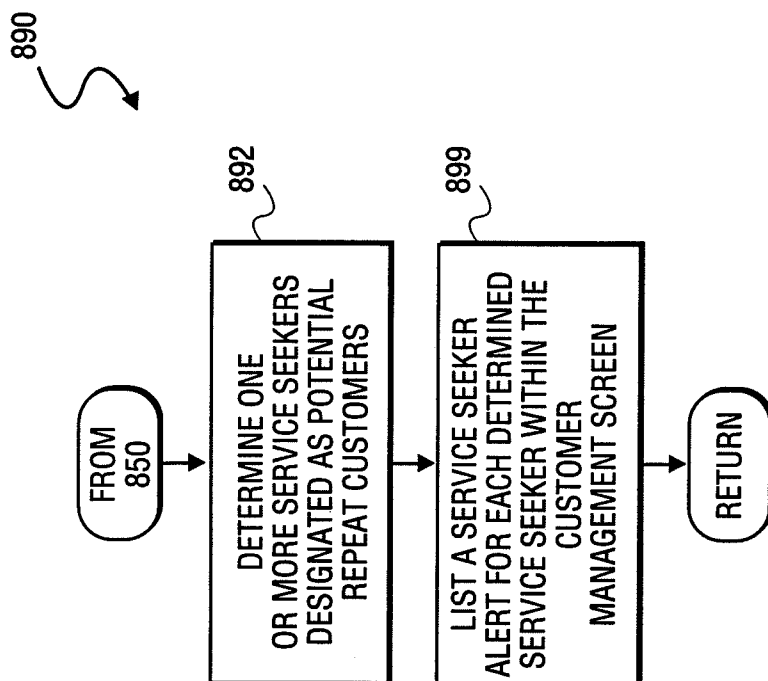 890
FROM
850
892
DETERMINE ONE
OR MORE SERVICE SEEKERS
DESIGNATED AS POTENTIAL
REPEAT CUSTOMERS
899
LIST A SERVICE SEEKER
ALERT FOR EACH DETERMINED
SERVICE SEEKER WITHIN THE
CUSTOMER
MANAGEMENT SCREEN
RETURN